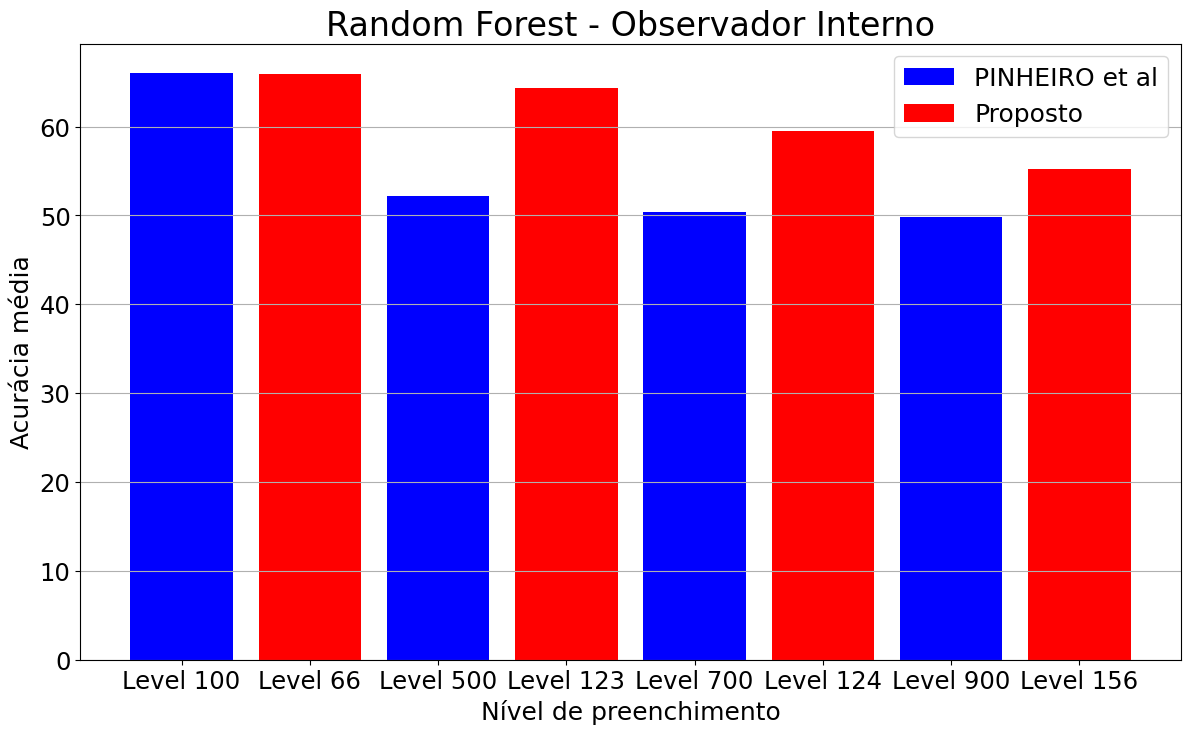 Random Forest - Observador Interno
PINHEIRO et al
Proposto
Acurácia média
60
50
40
30
20
10
0
Level 100 Level 66 Level 500 Level 123 Level 700 Level 124 Level 900 Level 156
Nível de preenchimento